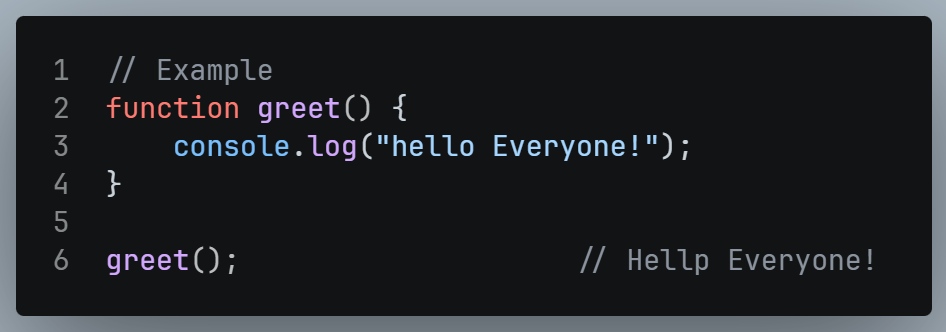 1 // Example
2 function greet() {
3     console.log("hello Everyone!");
4 }
5
6 greet();                    // Hellp Everyone!